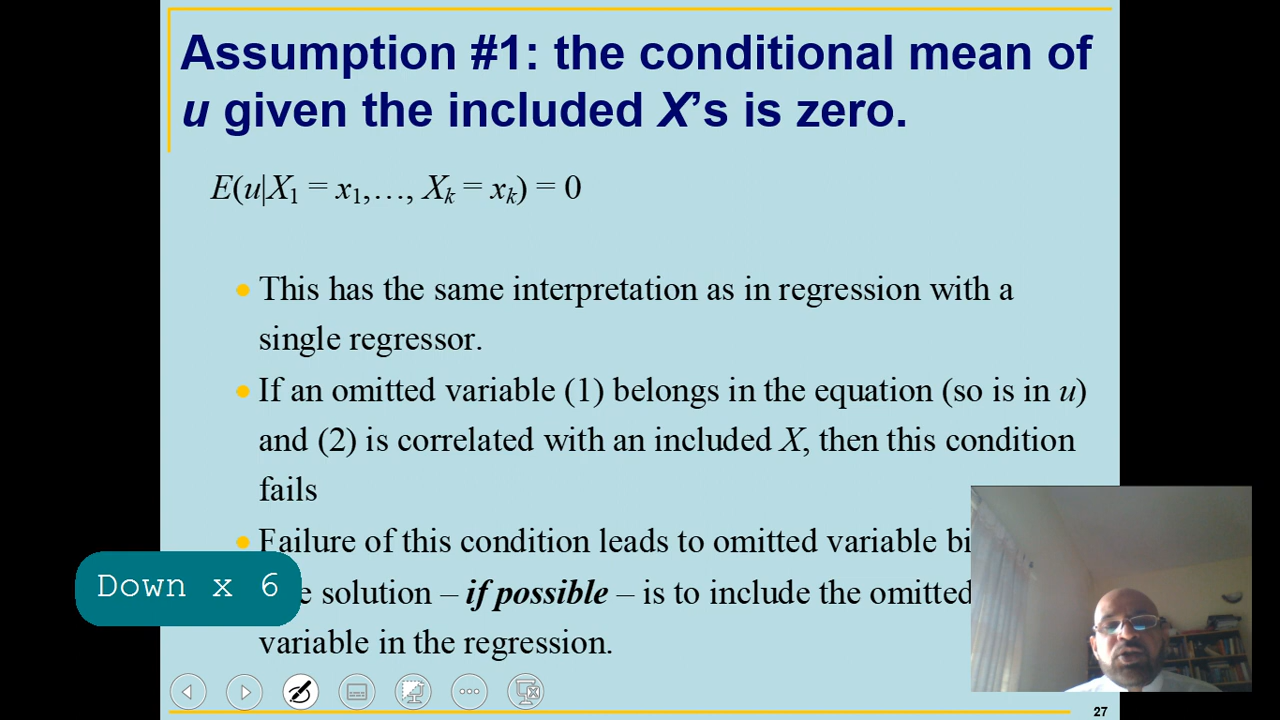 Assumption #1: the conditional mean of
u given the included X's is zero.
E(u|X1 = x1,…, Xk = xk) = 0
This has the same interpretation as in regression with a
single regressor.
If an omitted variable (1) belongs in the equation (so is in u)
and (2) is correlated with an included X, then this condition
fails
Failure of this condition leads to omitted variable
solution – if possible – is to include the omitted
variable in the regression.
Down x 6
27